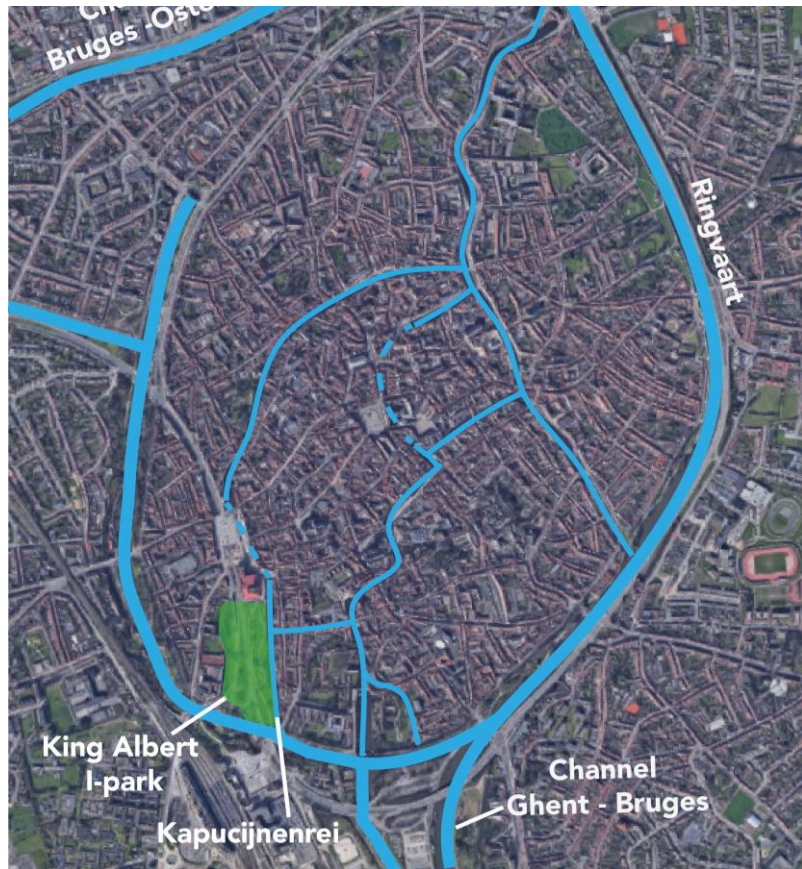 Bruges -Oste
Ringvaart
King Albert
I-park
Kapucijnenrei
Channel
Ghent - Bruges